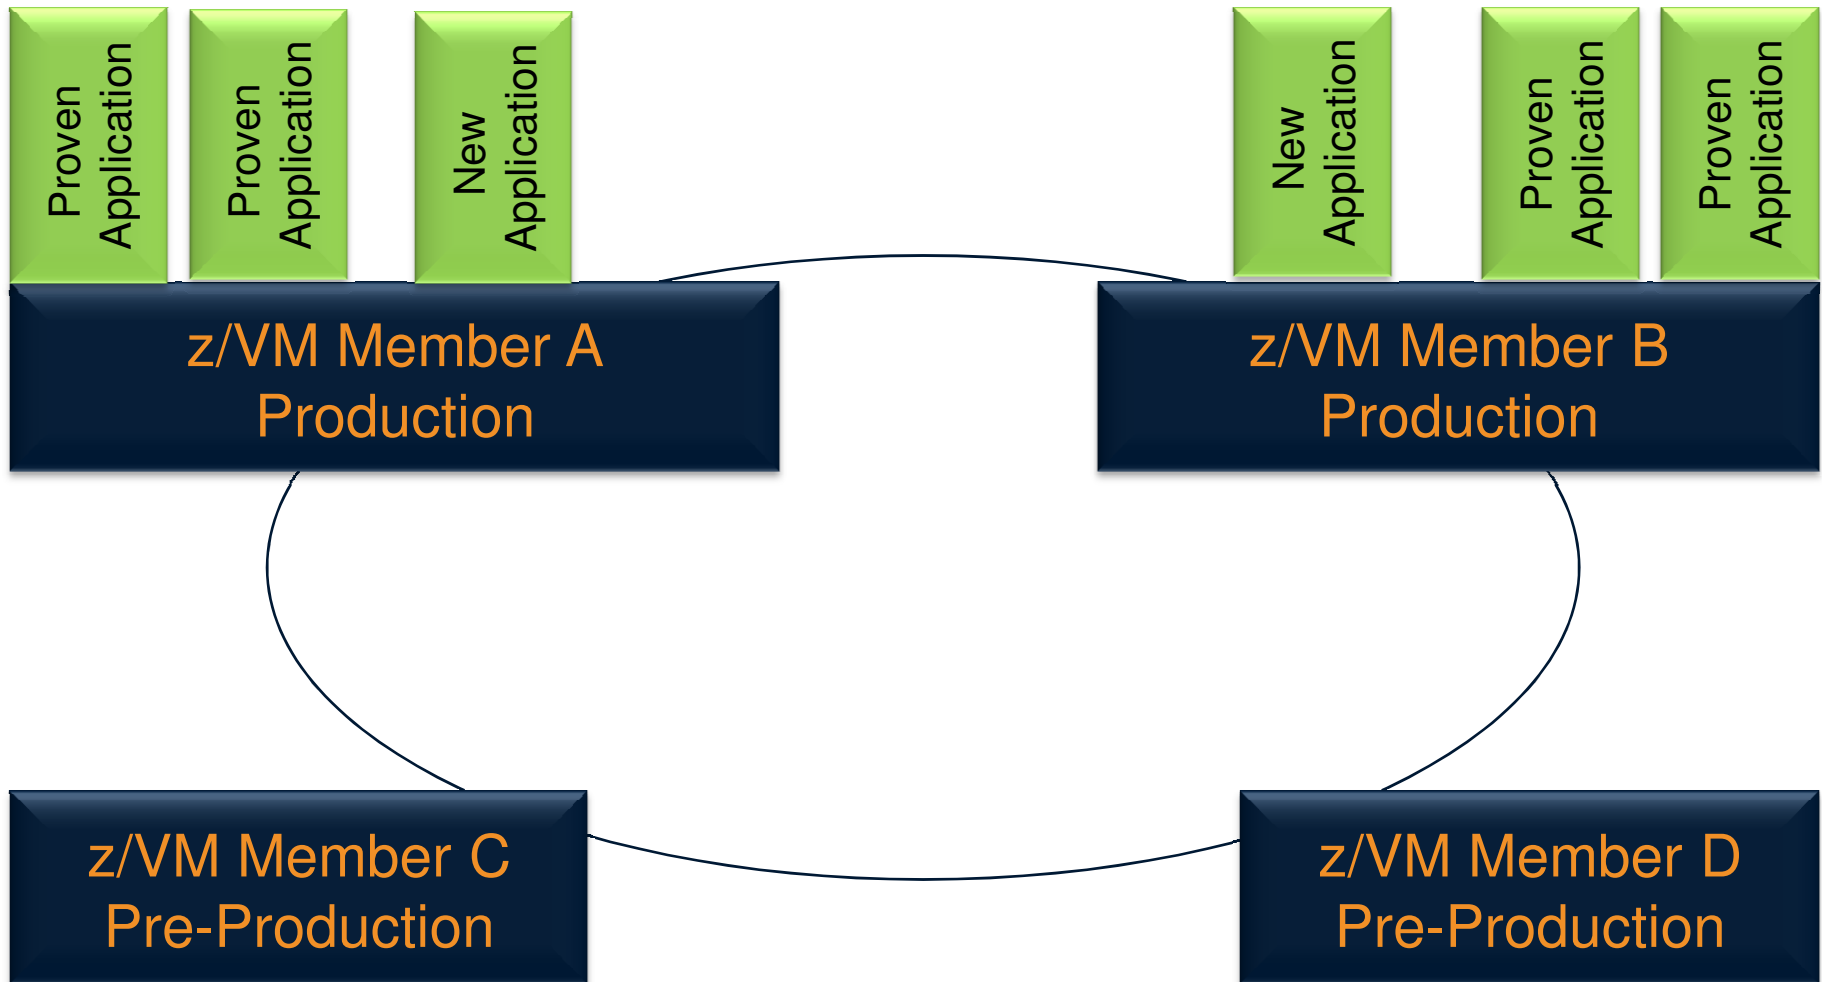 Proven
Application
Proven
Application
New
Application
New
Application
Proven
Application
Proven
Application
z/VM Member A
Production
z/VM Member B
Production
z/VM Member C
Pre-Production
z/VM Member D
Pre-Production